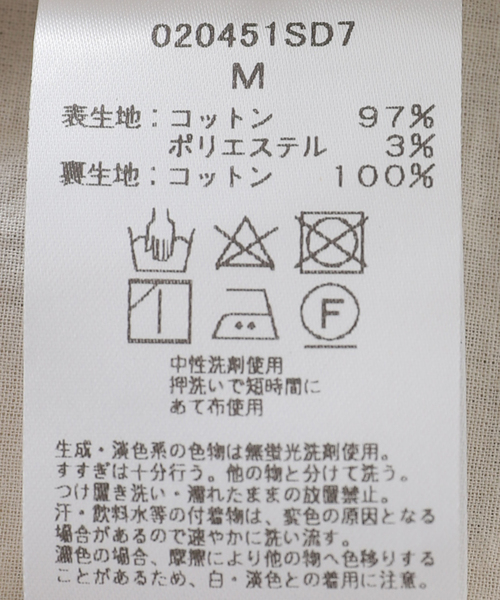 020451SD7
M
表生地：コットン 97%
ポリエステル 3%
裏生地：コットン 100%
F
中性洗剤使用
押洗いで短時間に
あて布使用
生成・淡色系の色物は無蛍光洗剤使用。
すすぎは十分行う。他の物と分けて洗う。
つけ置き洗い・濡れたままの放置禁止。
汗・飲料水等の付着物は、変色の原因となる
場合があるので速やかに洗い流す。
濃色の場合、摩擦により他の物へ色移りする
ことがあるため、白・淡色との着用に注意。